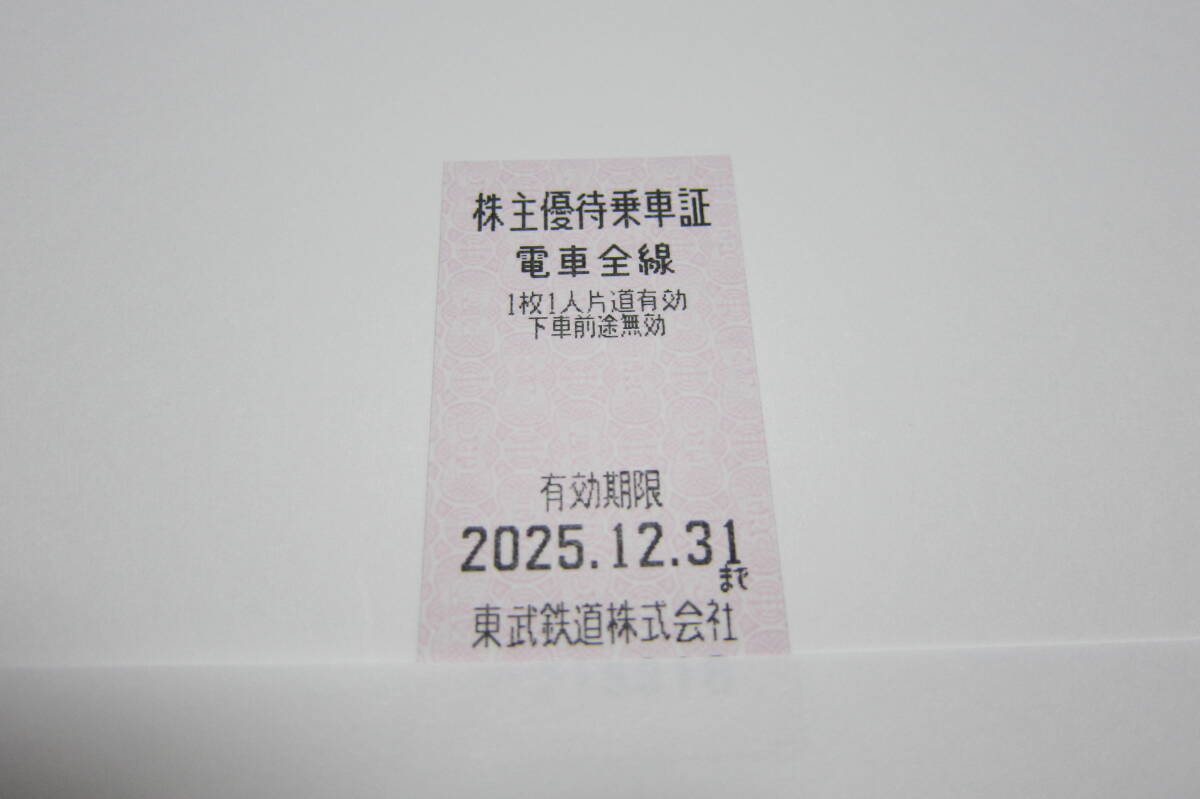 株主優待乗車証
電車全線
1枚1人片道有効
下車前途無効
有効期限
2025.12.31
まで
東武鉄道株式会社